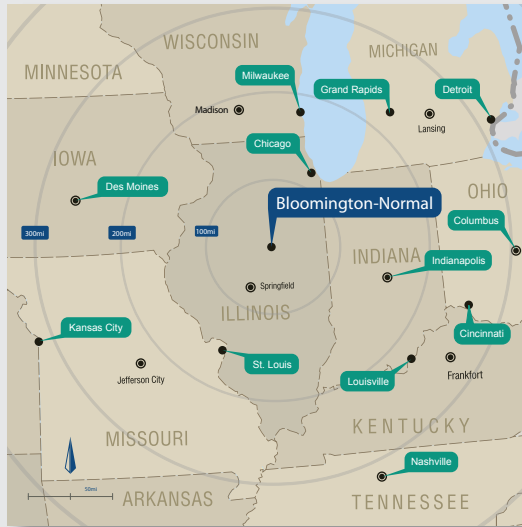 WISCONSIN
MICHIGAN
MINNESOTA
Milwaukee
Grand Rapids
Detroit
Madison
Lansing
Chicago
IOWA
Des Moines
OHIO
Bloomington-Normal
Columbus
300mi
200mi
100mi
INDIANA
Indianapolis
Springfield
ILLINOIS
Kansas City
Cincinnati
St. Louis
Louisville
Frankfort
Jefferson City
KENTUCKY
MISSOURI
Nashville
50mi
ARKANSAS
TENNESSEE